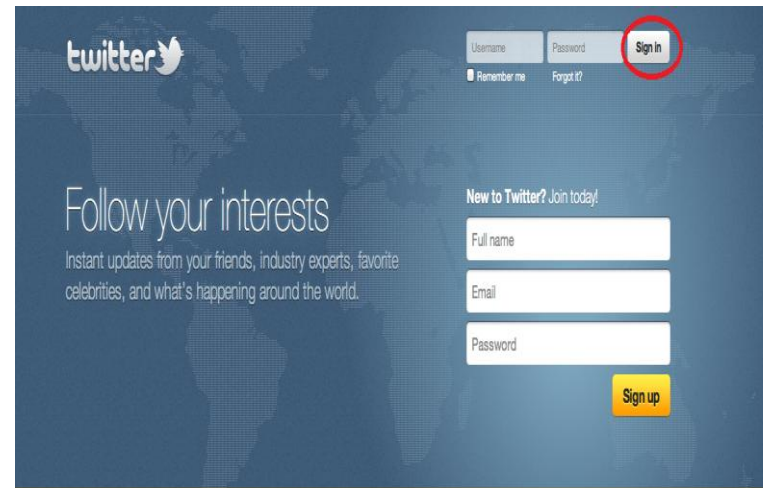 twitter
Username Password Sign in
Remember me Forgot it?
Follow your interests
Instant updates from your friends, industry experts, favorite
celebrities, and what's happening around the world.
New to Twitter? Join today!
Full name
Email
Password
Sign up